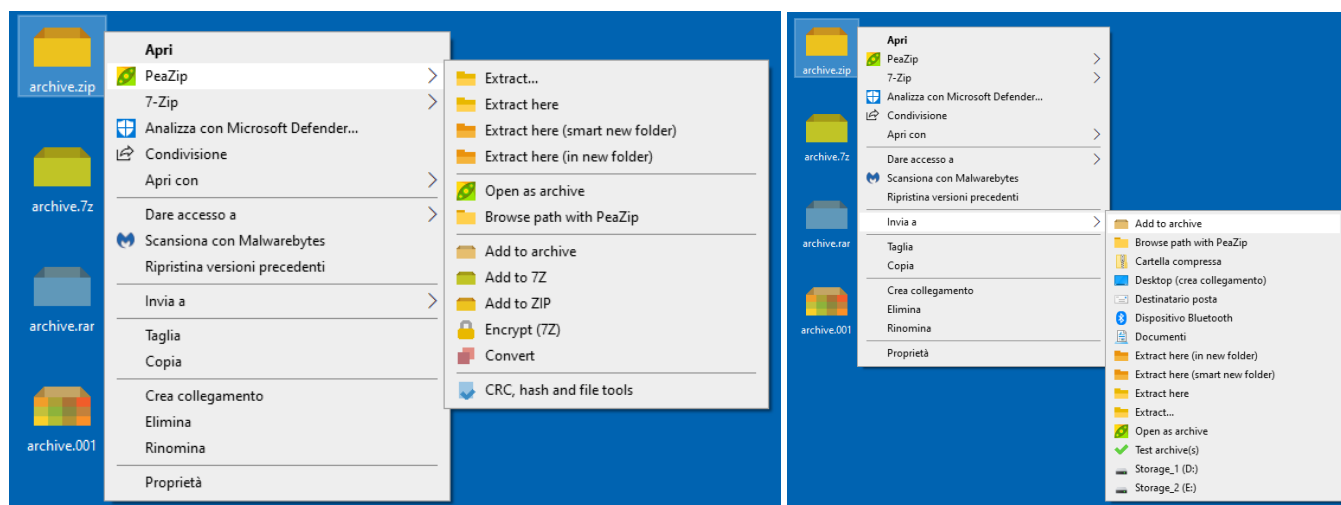 archive.zip
archive.7z
archive.rar
archive.001
Apri
PeaZip
7-Zip
Analizza con Microsoft Defender...
Condivisione
Apri con
Dare accesso a
Scansiona con Malwarebytes
Ripristina versioni precedenti
Invia a
Taglia
Copia
Crea collegamento
Elimina
Rinomina
Proprietà
Extract...
Extract here
Extract here (smart new folder)
Extract here (in new folder)
Open as archive
Browse path with PeaZip
Add to archive
Add to 7Z
Add to ZIP
Encrypt (7Z)
Convert
CRC, hash and file tools
archive.zip
archive.7z
archive.rar
archive.001
Apri
PeaZip
7-Zip
Analizza con Microsoft Defender...
Condivisione
Apri con
Dare accesso a
Scansiona con Malwarebytes
Ripristina versioni precedenti
Invia a
Taglia
Copia
Crea collegamento
Elimina
Rinomina
Proprietà
Add to archive
Browse path with PeaZip
Cartella compressa
Desktop (crea collegamento)
Destinatario posta
Dispositivo Bluetooth
Documenti
Extract here (in new folder)
Extract here (smart new folder)
Extract here
Extract...
Open as archive
Test archive(s)
Storage_1 (D:)
Storage_2 (E:)